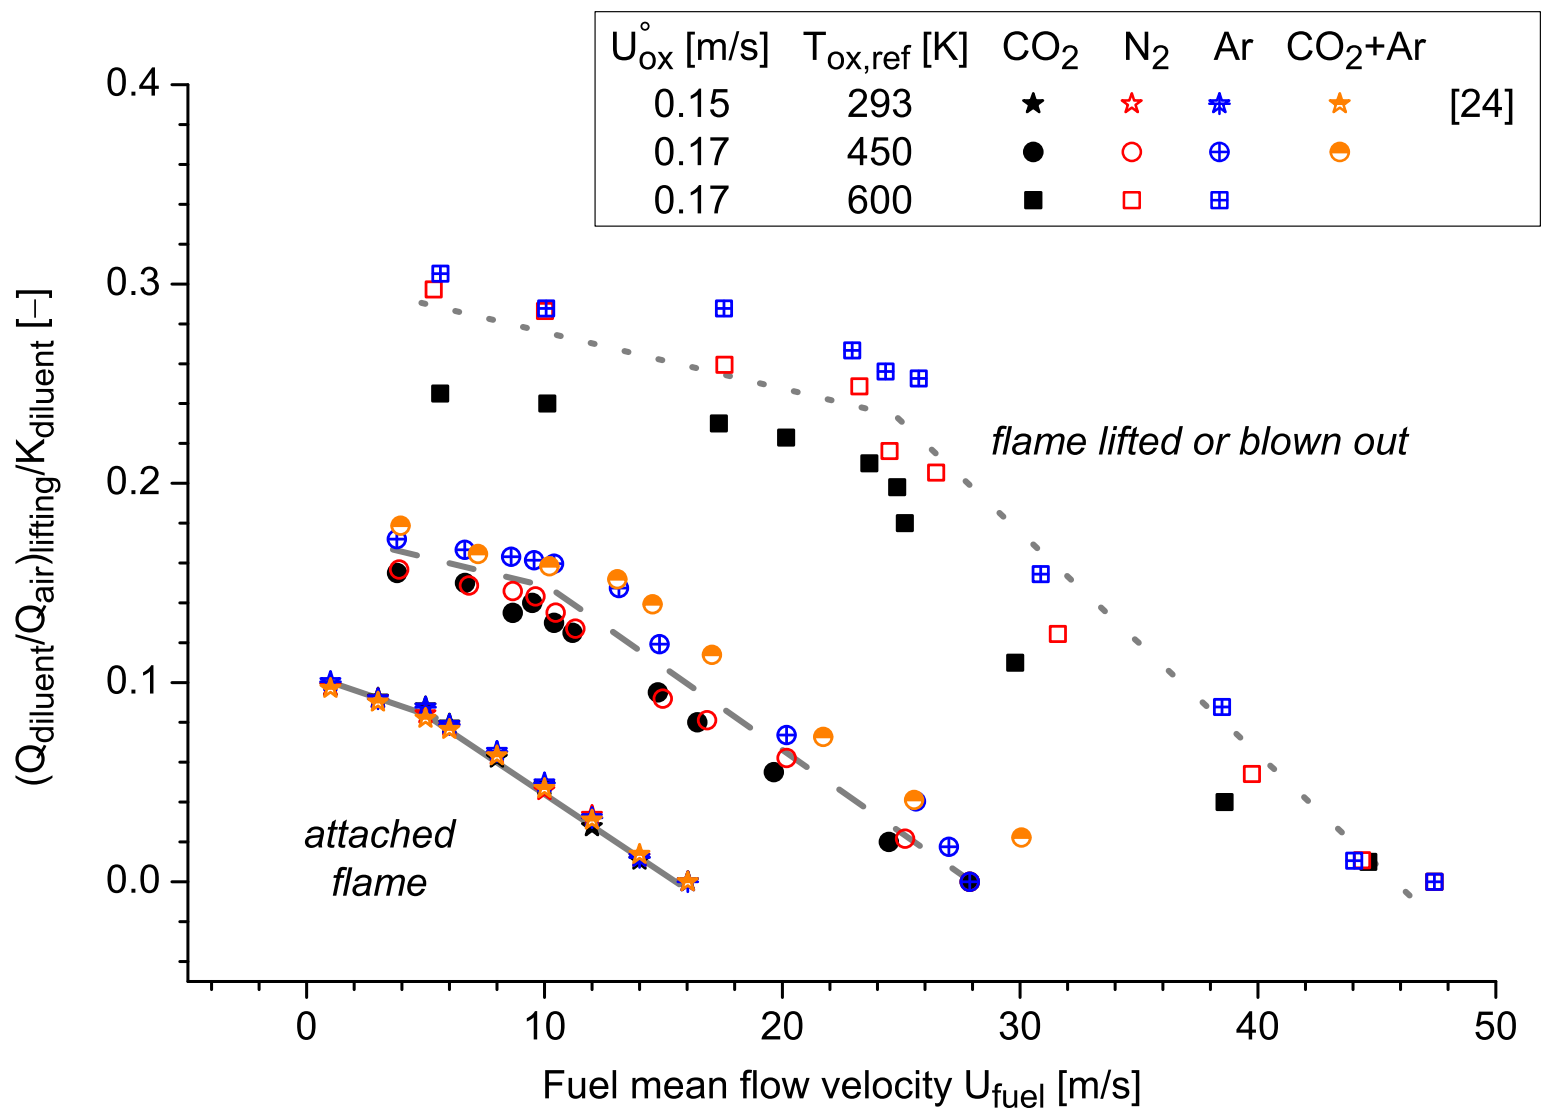 U°ox [m/s] Tox,ref [K] CO2 N2 Ar CO2+Ar
0.15 293 [24]
0.17 450
0.17 600
(Qdiluent/Qair)lifting/Kdiluent [–]
0.4
0.3
0.2
0.1
0.0
flame lifted or blown out
attached
flame
0 10 20 30 40 50
Fuel mean flow velocity Ufuel [m/s]